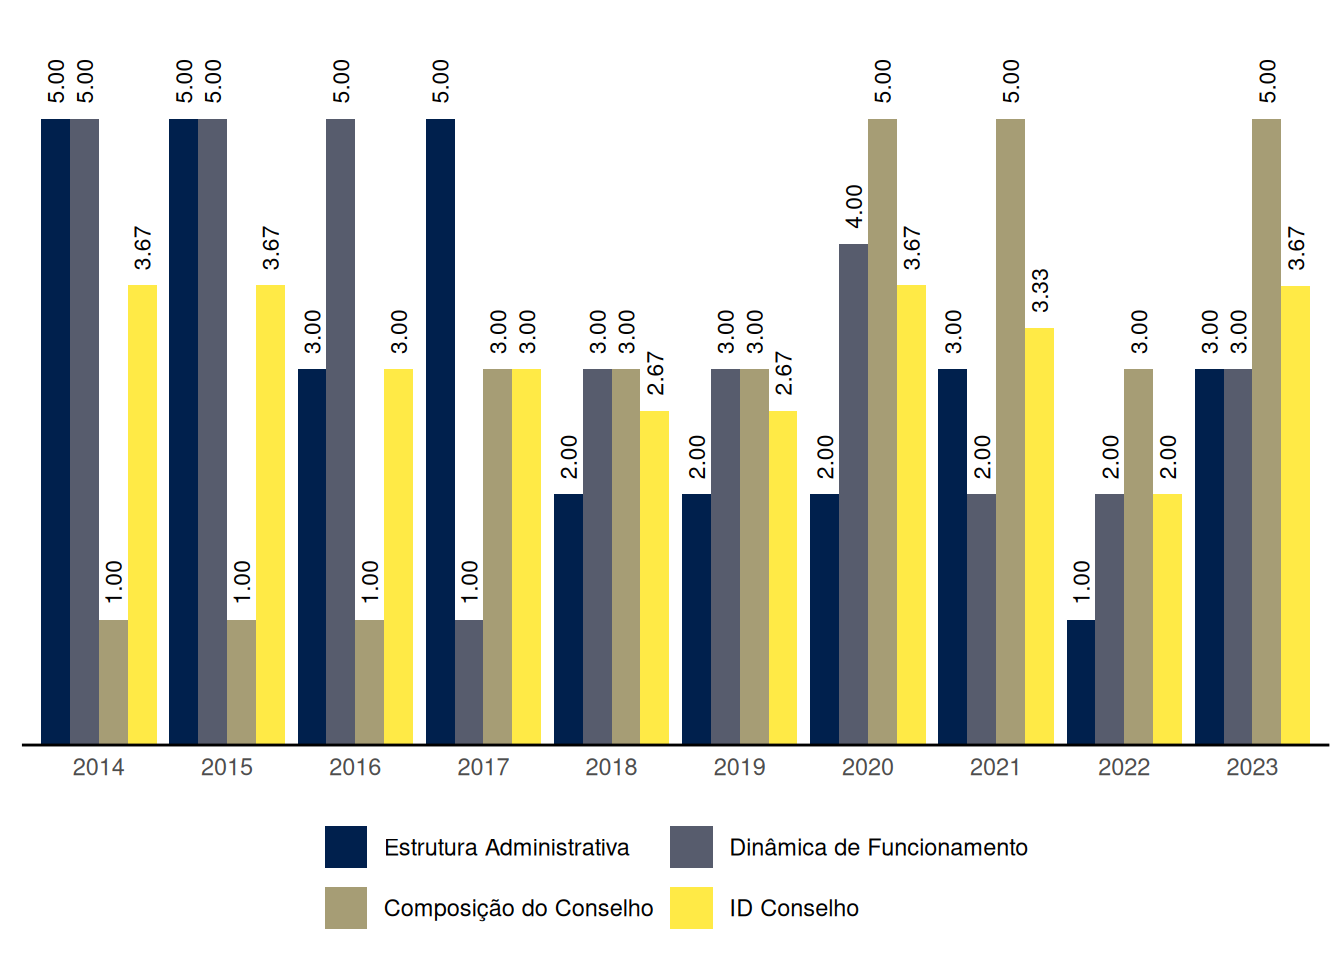 5.00 5.00 1.00 3.67
5.00 5.00 1.00 3.67
3.00 5.00 1.00 3.00
5.00 1.00 3.00 3.00
2.00 3.00 3.00 2.67
2.00 3.00 3.00 2.67
2.00 4.00 5.00 3.67
3.00 2.00 5.00 3.33
1.00 2.00 3.00 2.00
3.00 3.00 5.00 3.67
2014 2015 2016 2017 2018 2019 2020 2021 2022 2023
Estrutura Administrativa Dinâmica de Funcionamento
Composição do Conselho ID Conselho